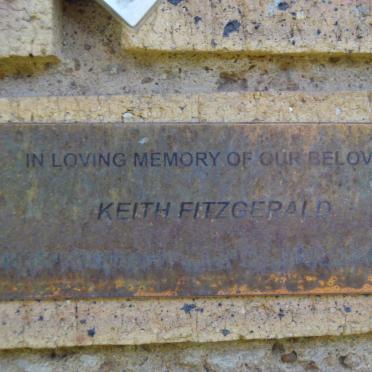 IN LOVING MEMORY OF OUR BELOV
KEITH FITZGERALD